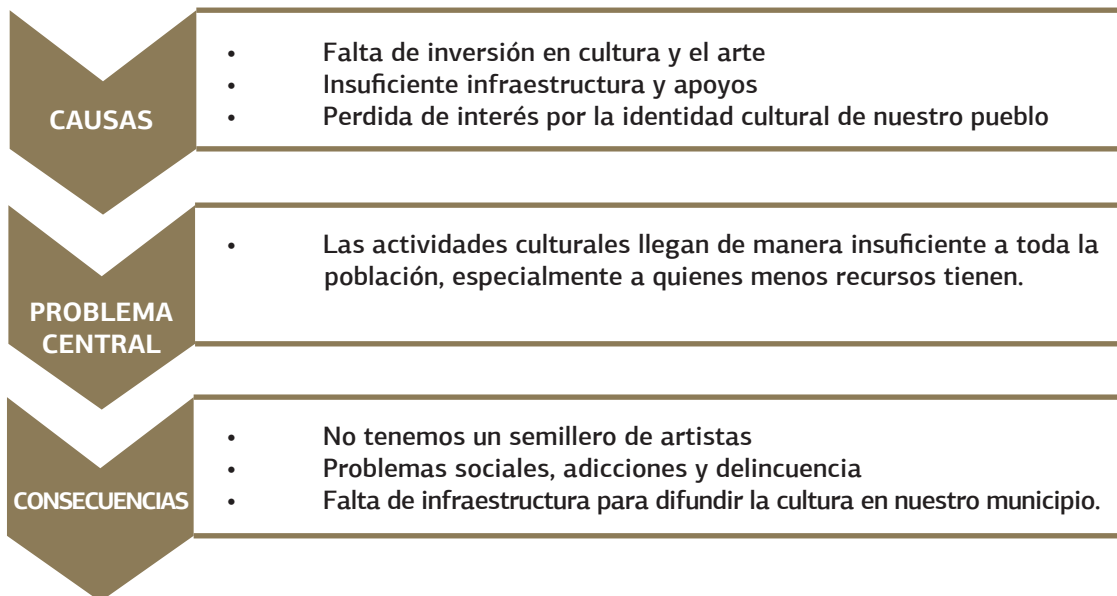 CAUSAS
• Falta de inversión en cultura y el arte
• Insuficiente infraestructura y apoyos
• Perdida de interés por la identidad cultural de nuestro pueblo
PROBLEMA
CENTRAL
• Las actividades culturales llegan de manera insuficiente a toda la
población, especialmente a quienes menos recursos tienen.
CONSECUENCIAS
• No tenemos un semillero de artistas
• Problemas sociales, adicciones y delincuencia
• Falta de infraestructura para difundir la cultura en nuestro municipio.